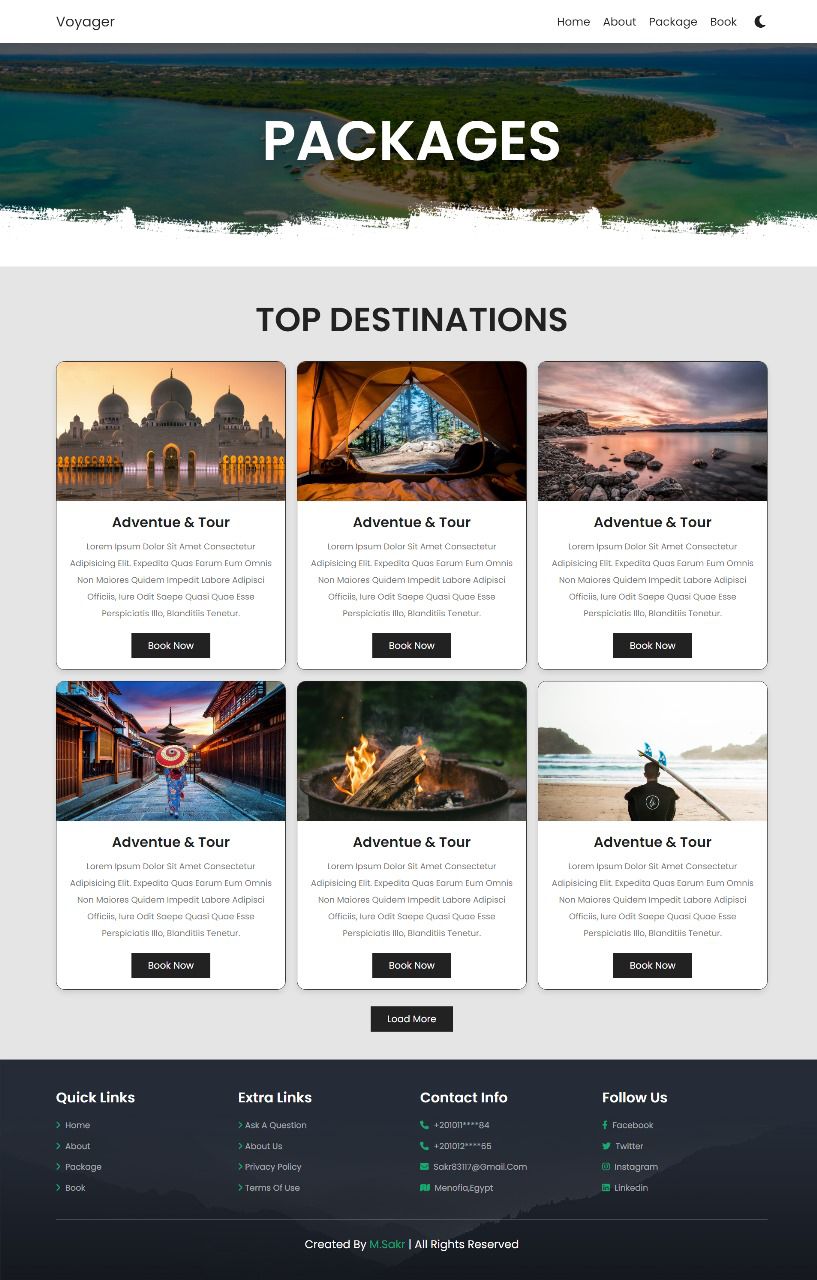 Voyager
Home About Package Book
PACKAGES
TOP DESTINATIONS
Adventue & Tour
Lorem Ipsum Dolor Sit Amet Consectetur
Adipisicing Elit. Expedita Quas Earum Eum Omnis
Non Maiores Quidem Impedit Labore Adipisci
Officiis, Iure Odit Saepe Quasi Quae Esse
Perspiciatis Illo, Blanditiis Tenetur.
Book Now
Adventue & Tour
Lorem Ipsum Dolor Sit Amet Consectetur
Adipisicing Elit. Expedita Quas Earum Eum Omnis
Non Maiores Quidem Impedit Labore Adipisci
Officiis, Iure Odit Saepe Quasi Quae Esse
Perspiciatis Illo, Blanditiis Tenetur.
Book Now
Adventue & Tour
Lorem Ipsum Dolor Sit Amet Consectetur
Adipisicing Elit. Expedita Quas Earum Eum Omnis
Non Maiores Quidem Impedit Labore Adipisci
Officiis, Iure Odit Saepe Quasi Quae Esse
Perspiciatis Illo, Blanditiis Tenetur.
Book Now
Adventue & Tour
Lorem Ipsum Dolor Sit Amet Consectetur
Adipisicing Elit. Expedita Quas Earum Eum Omnis
Non Maiores Quidem Impedit Labore Adipisci
Officiis, Iure Odit Saepe Quasi Quae Esse
Perspiciatis Illo, Blanditiis Tenetur.
Book Now
Adventue & Tour
Lorem Ipsum Dolor Sit Amet Consectetur
Adipisicing Elit. Expedita Quas Earum Eum Omnis
Non Maiores Quidem Impedit Labore Adipisci
Officiis, Iure Odit Saepe Quasi Quae Esse
Perspiciatis Illo, Blanditiis Tenetur.
Book Now
Adventue & Tour
Lorem Ipsum Dolor Sit Amet Consectetur
Adipisicing Elit. Expedita Quas Earum Eum Omnis
Non Maiores Quidem Impedit Labore Adipisci
Officiis, Iure Odit Saepe Quasi Quae Esse
Perspiciatis Illo, Blanditiis Tenetur.
Book Now
Load More
Quick Links
Home
About
Package
Book
Extra Links
Ask A Question
About Us
Privacy Policy
Terms Of Use
Contact Info
+201011****84
+201012****65
Sakr83117@Gmail.Com
Menofia,Egypt
Follow Us
Facebook
Twitter
Instagram
Linkedin
Created By M.Sakr | All Rights Reserved